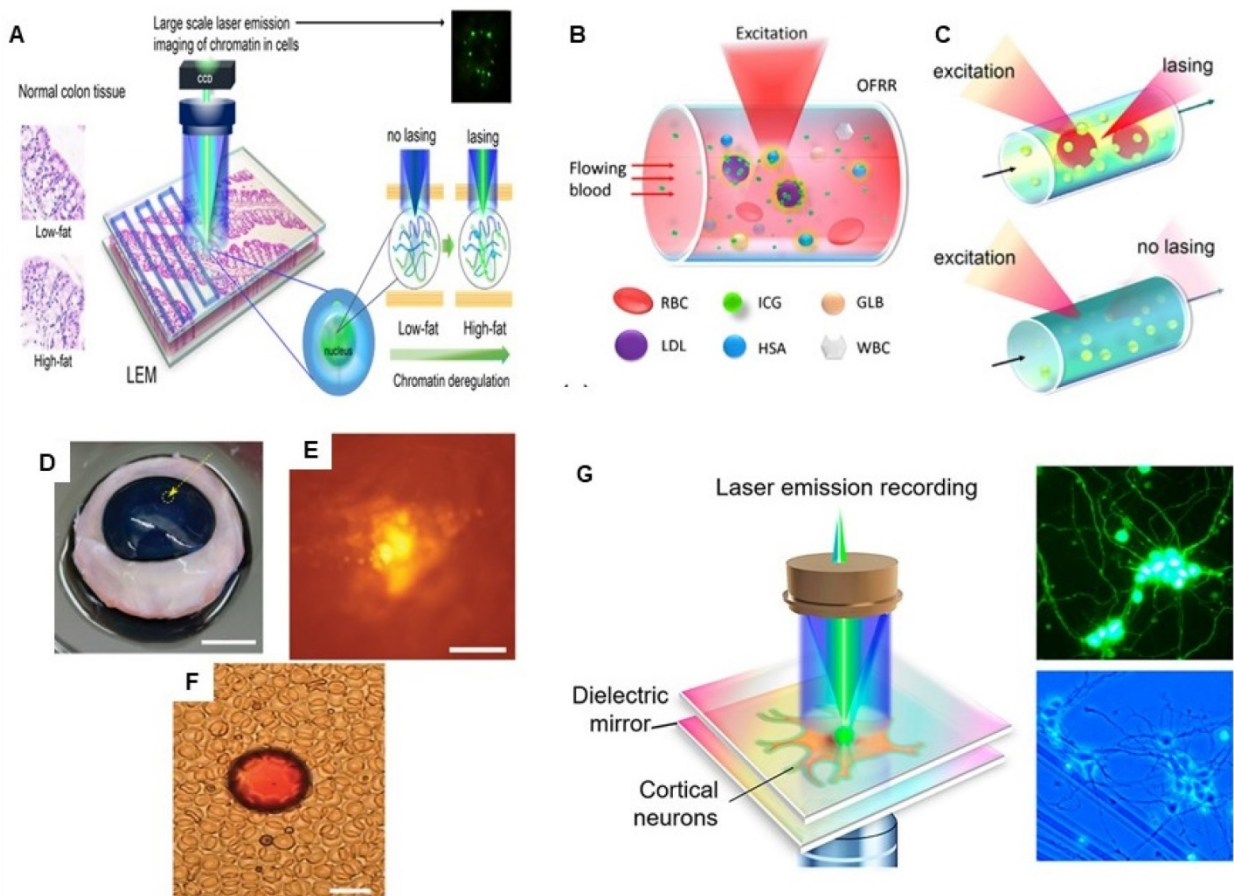 A
Large scale laser emission
imaging of chromatin in cells
CCD
Normal colon tissue
Low-fat
High-fat
LEM
no lasing
lasing
nucleus
Low-fat
High-fat
Chromatin deregulation
B
Excitation
OFRR
Flowing
blood
RBC
ICG
GLB
LDL
HSA
WBC
C
excitation
lasing
excitation
no lasing
D
E
F
G
Laser emission recording
Dielectric
mirror
Cortical
neurons